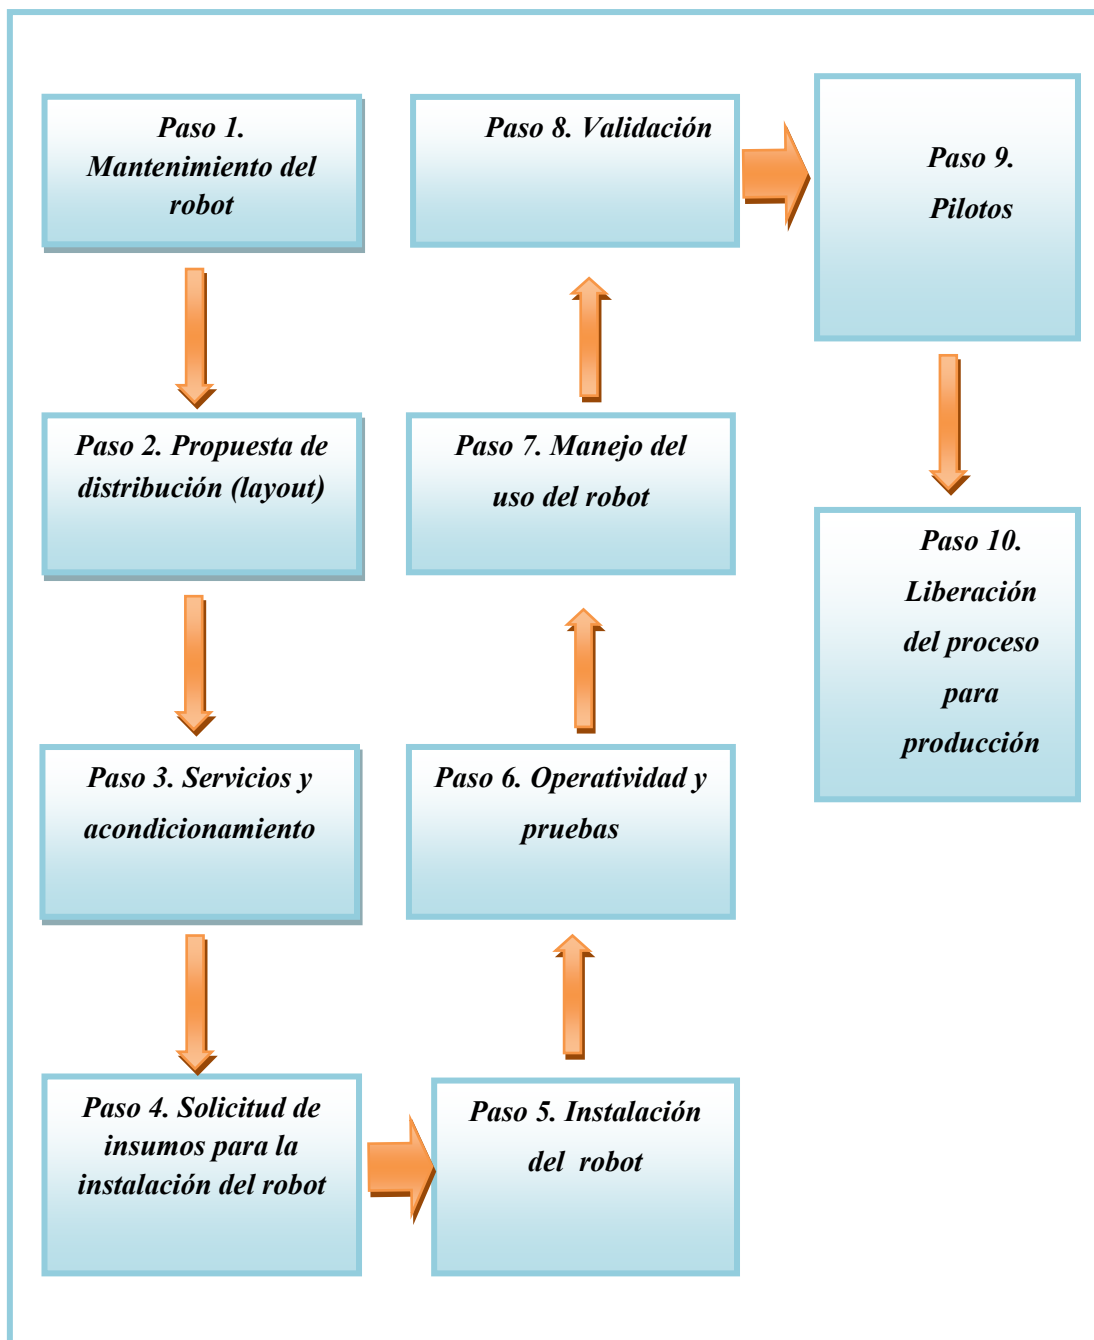 Paso 1.
Mantenimiento del
robot
Paso 2. Propuesta de
distribución (layout)
Paso 3. Servicios y
acondicionamiento
Paso 4. Solicitud de
insumos para la
instalación del robot
Paso 5. Instalación
del robot
Paso 6. Operatividad y
pruebas
Paso 7. Manejo del
uso del robot
Paso 8. Validación
Paso 9.
Pilotos
Paso 10.
Liberación
del proceso
para
producción